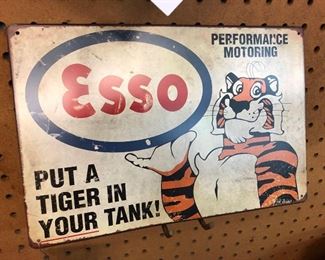 PERFORMANCE
MOTORING
Esso
PUT A
TIGER IN
YOUR TANK!